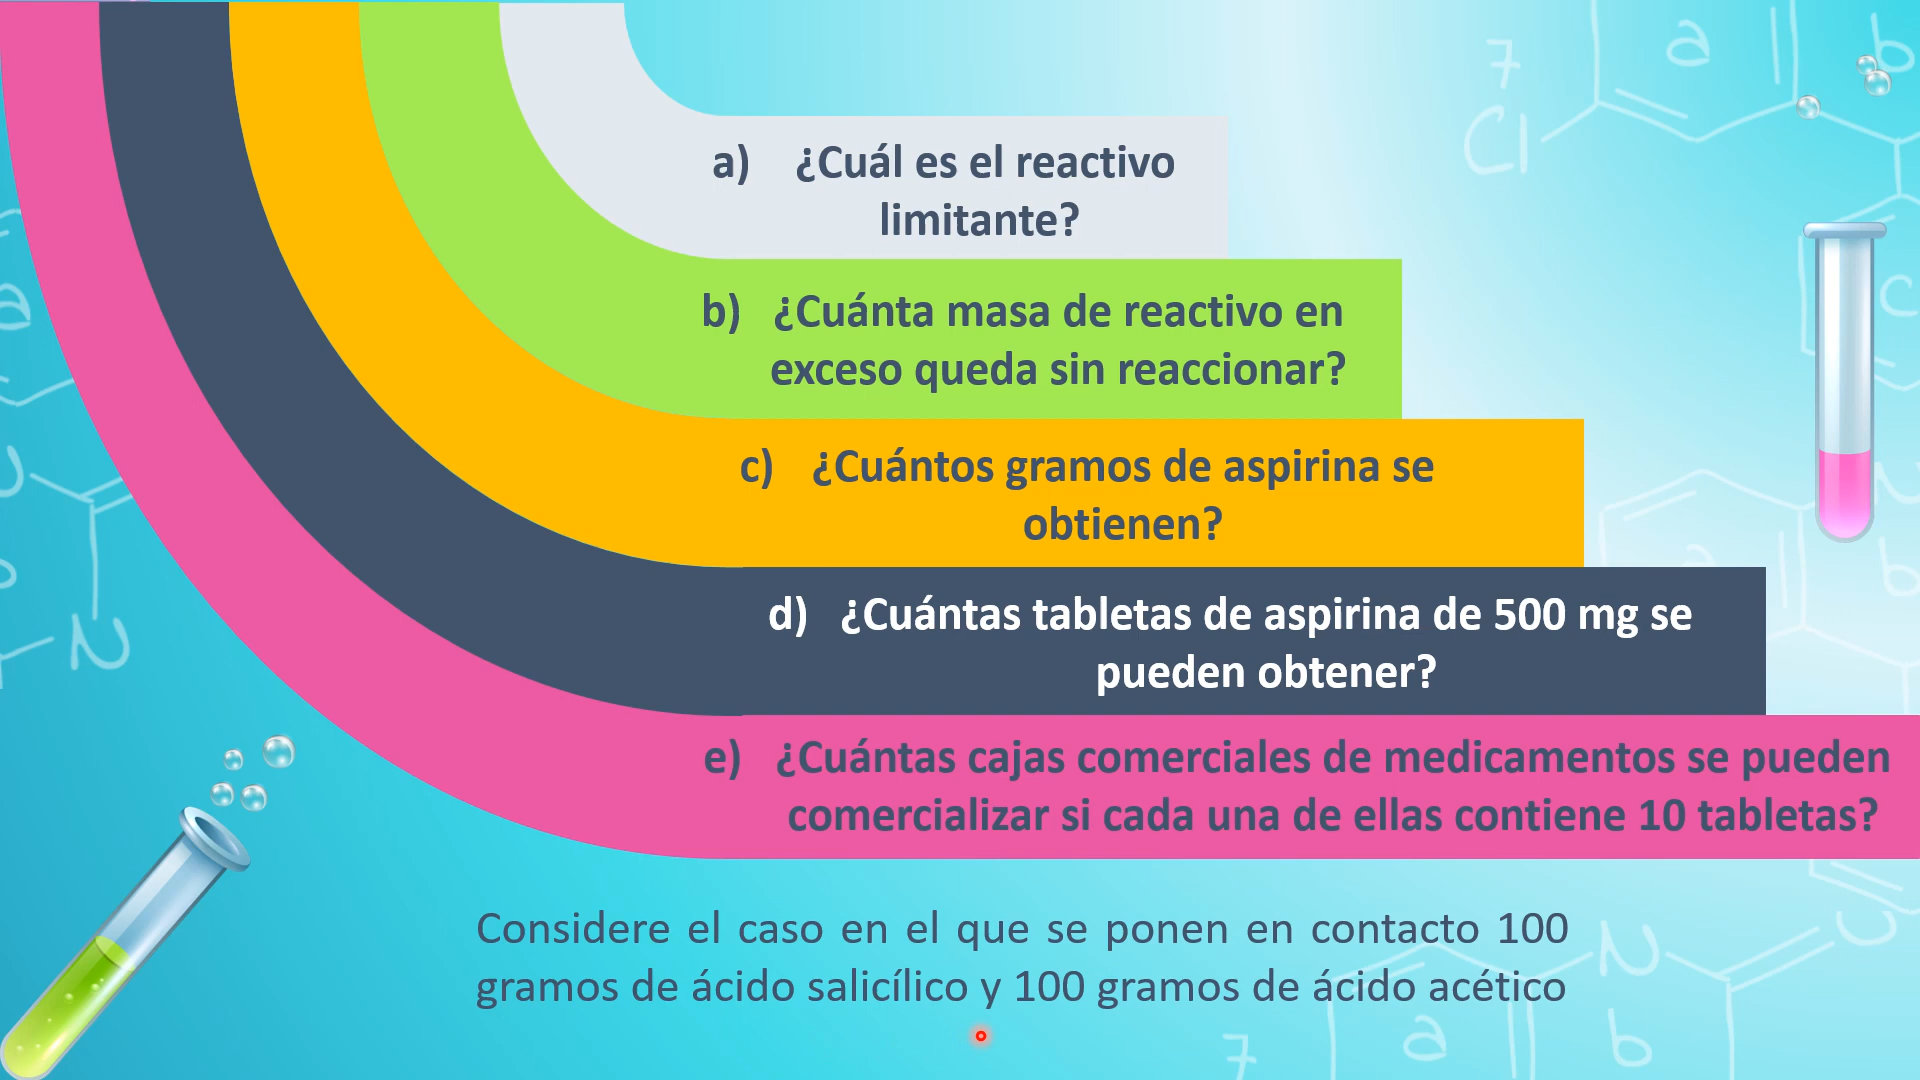 a) ¿Cuál es el reactivo
limitante?
b) ¿Cuánta masa de reactivo en
exceso queda sin reaccionar?
c) ¿Cuántos gramos de aspirina se
obtienen?
d) ¿Cuántas tabletas de aspirina de 500 mg se
pueden obtener?
e) ¿Cuántas cajas comerciales de medicamentos se pueden
comercializar si cada una de ellas contiene 10 tabletas?
Considere el caso en el que se ponen en contacto 100
gramos de ácido salicílico y 100 gramos de ácido acético
7
a
b
Cl
a
b
7
a
b